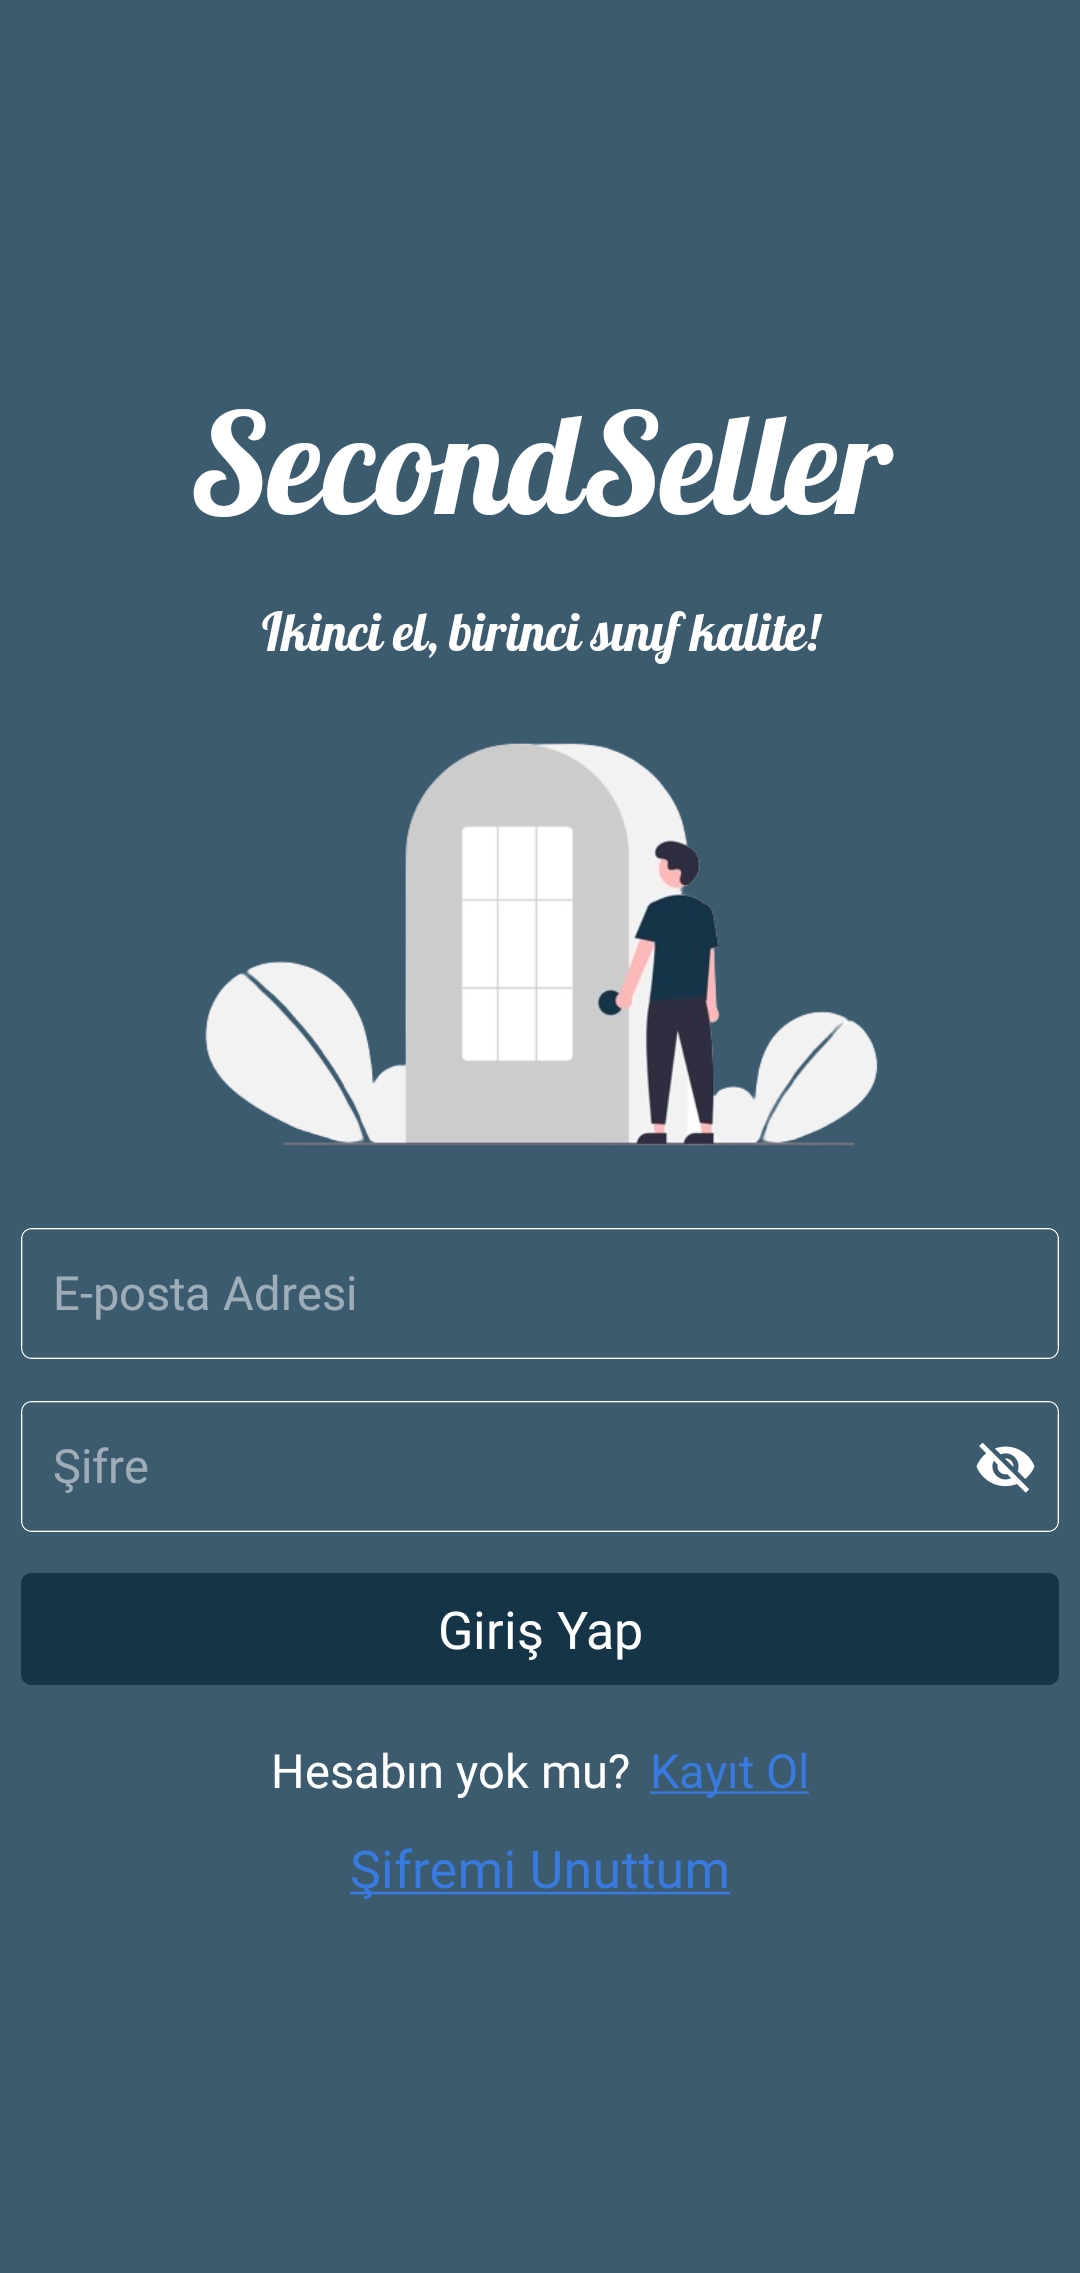 SecondSeller
Ikinci el, birinci sınıf kalite!
E-posta Adresi
Şifre
Giriş Yap
Hesabın yok mu? Kayıt Ol
Şifremi Unuttum